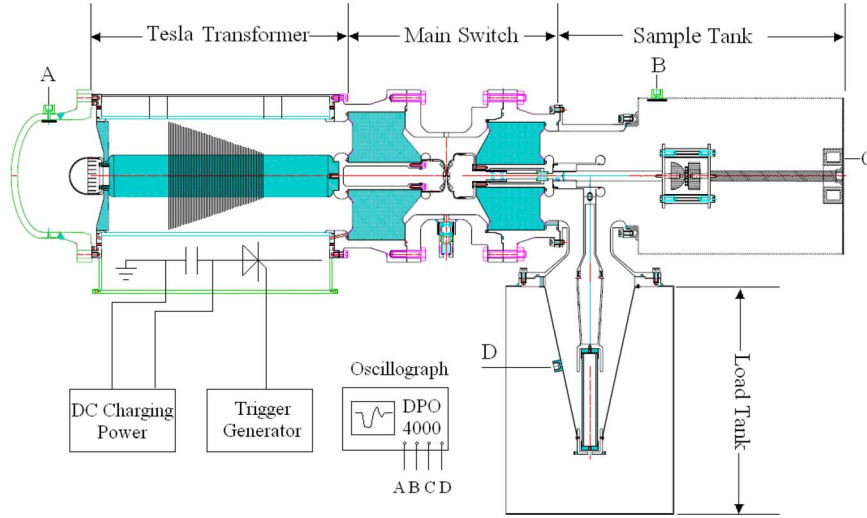 Tesla Transformer
Main Switch
Sample Tank
A
B
C
D
Load Tank
Oscillograph
DPO
4000
DC Charging
Power
Trigger
Generator
A B C D